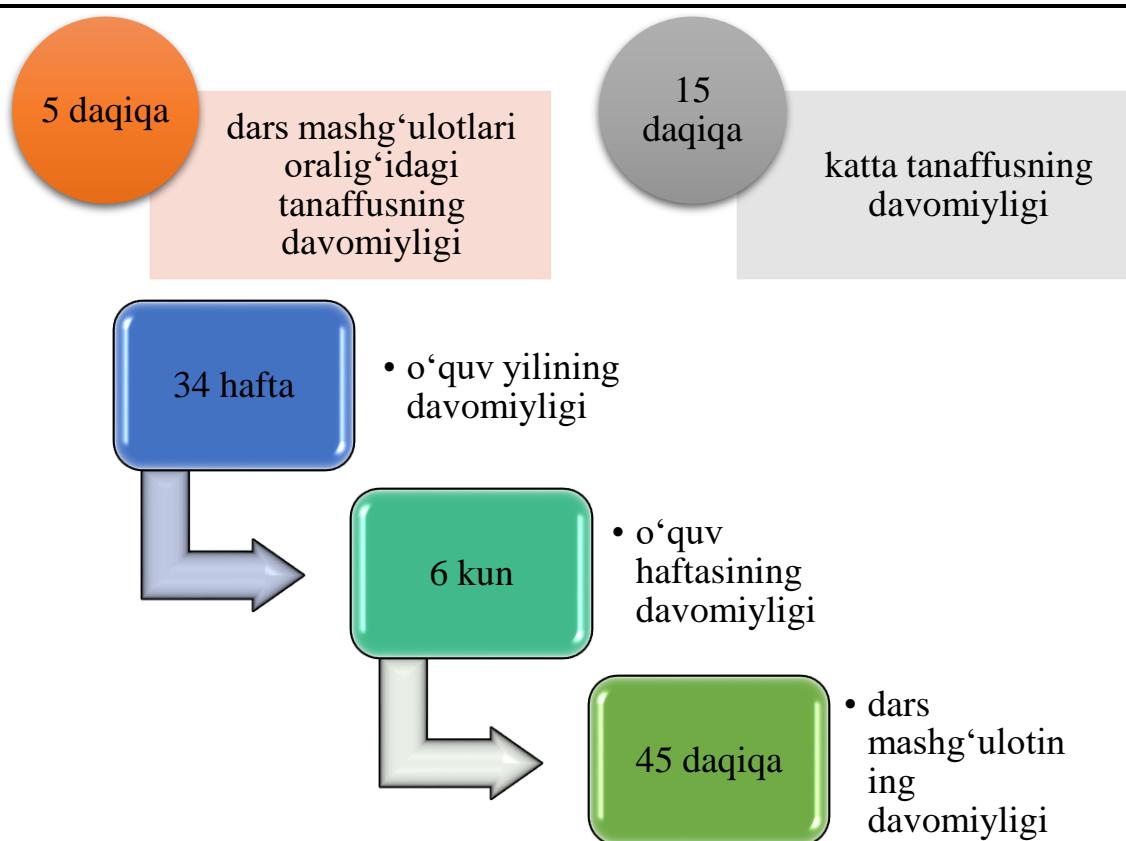 5 daqiqa
dars mashg‘ulotlari
oralig‘idagi
tanaffusning
davomiyligi
15
daqiqa
katta tanaffusning
davomiyligi
34 hafta
• o‘quv yilining
davomiyligi
6 kun
• o‘quv
haftasining
davomiyligi
45 daqiqa
• dars
mashg‘ulotin
ing
davomiyligi